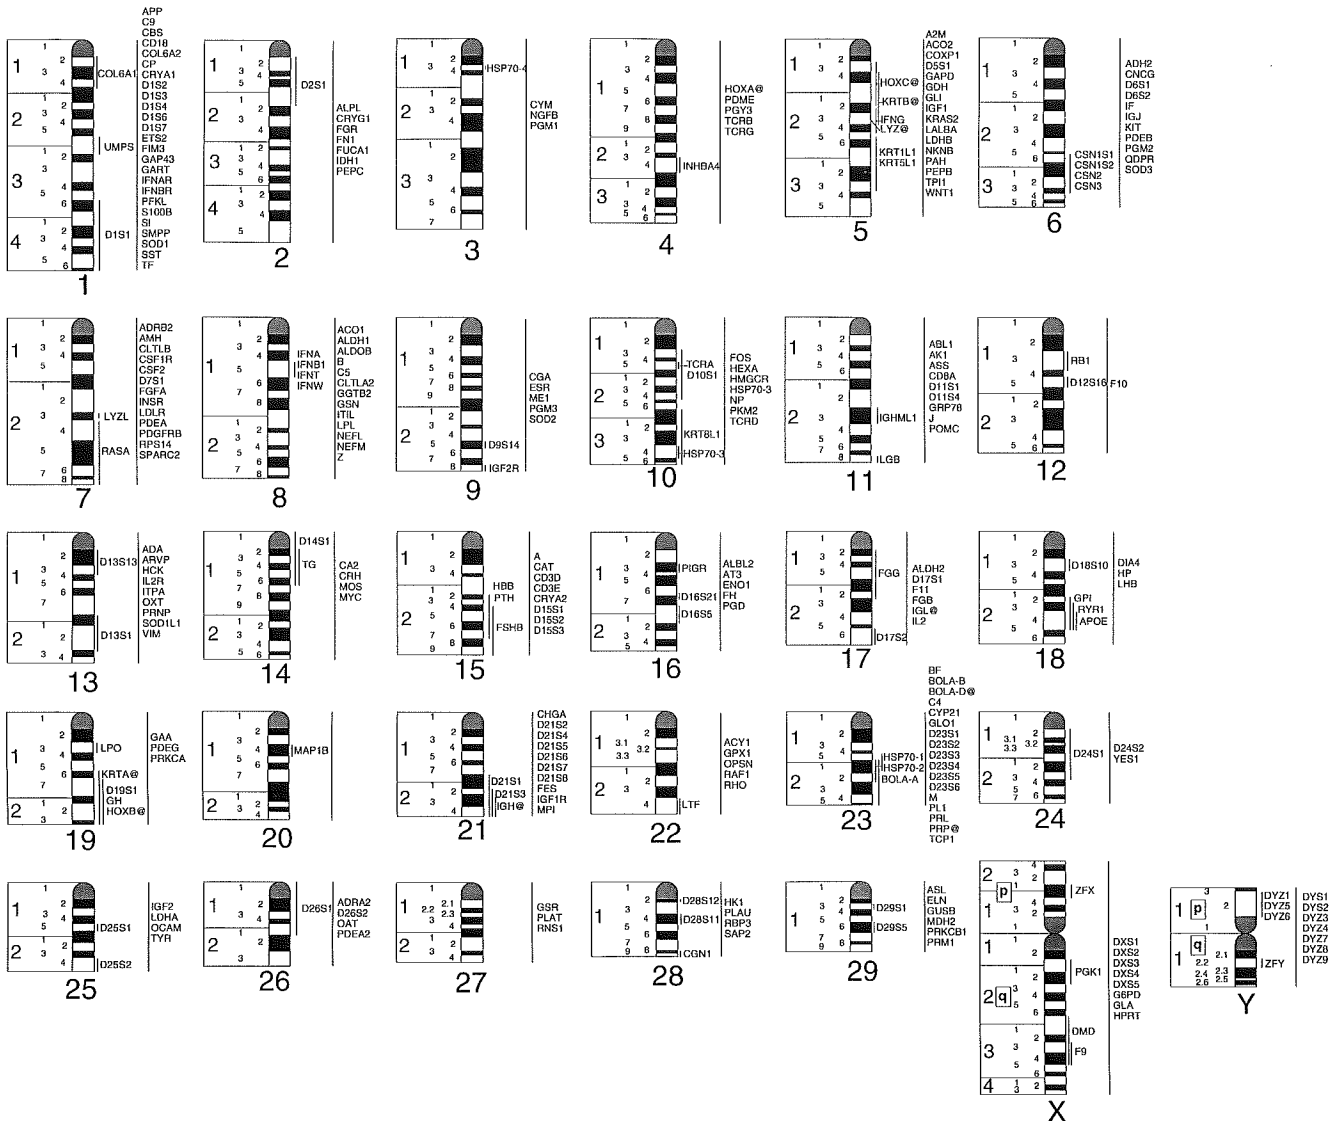 APP
C9
CBS
CD18
COL6A2
CP
CRYA1
D1S2
D1S3
D1S4
D1S6
D1S7
ETS2
FIM3
GAP43
GART
IFNAR
IFNBR
PFKL
S100B
SI
SMPP
SOD1
SST
TF
COL6A1
UMPS
D1S1
1
D2S1
ALPL
CRYG1
FGR
FN1
FUCA1
IDH1
PEPC
2
HSP70-4
CYM
NGFB
PGM1
3
HOXA@
PDME
PGY3
TCRB
TCRG
INHBA4
4
A2M
ACO2
COXP1
D5S1
GAPD
GDH
GLI
IGF1
KRAS2
LALBA
LDHB
NKNB
PAH
PEPB
TPI1
WNT1
HOXC@
KRTB@
IFNG
LYZ@
KRT1L1
KRT5L1
5
ADH2
CNCG
D6S1
D6S2
IF
IGJ
KIT
PDEB
PGM2
QDPR
SOD3
CSN1S1
CSN1S2
CSN2
CSN3
6
ADRB2
AMH
CLTLB
CSF1R
CSF2
D7S1
FGFA
INSR
LDLR
PDEA
PDGFRB
RPS14
SPARC2
LYZL
RASA
7
IFNA
IFNB1
IFNT
IFNW
ACO1
ALDH1
ALDOB
B
C5
CLTLA2
GGTB2
GSN
ITIL
LPL
NEFL
NEFM
Z
8
CGA
ESR
ME1
PGM3
SOD2
D9S14
IGF2R
9
TCRA
D10S1
KRT8L1
HSP70-3
FOS
HEXA
HMGCR
HSP70-3
NP
PKM2
TCRD
10
ABL1
AK1
ASS
CD8A
D11S1
D11S4
GRP78
J
POMC
IGHML1
LGB
11
RB1
D12S16
F10
12
D13S13
D13S1
ADA
ARVP
HCK
IL2R
ITPA
OXT
PRNP
SOD1L1
VIM
13
D14S1
TG
CA2
CRH
MOS
MYC
14
HBB
PTH
FSHB
A
CAT
CD3D
CD3E
CRYA2
D15S1
D15S2
D15S3
15
PIGR
D16S21
D16S5
ALBL2
AT3
ENO1
FH
PGD
16
FGG
D17S2
ALDH2
D17S1
F11
FGB
IGL@
IL2
17
D18S10
GPI
RYR1
APOE
DIA4
HP
LHB
18
LPO
KRTA@
D19S1
GH
HOXB@
GAA
PDEG
PRKCA
19
MAP1B
20
D21S1
D21S3
IGH@
CHGA
D21S2
D21S4
D21S5
D21S6
D21S7
D21S8
FES
IGF1R
MPI
21
LTF
ACY1
GPX1
OPSN
RAF1
RHO
22
HSP70-1
HSP70-2
BOLA-A
BF
BOLA-B
BOLA-D@
C4
CYP21
GLO1
D23S1
D23S2
D23S3
D23S4
D23S5
D23S6
M
PL1
PRL
PRP@
TCP1
23
D24S1
D24S2
YES1
24
D25S1
D25S2
IGF2
LDHA
OCAM
TYR
25
D26S1
ADRA2
D26S2
OAT
PDEA2
26
GSR
PLAT
RNS1
27
D28S12
D28S11
CGN1
HK1
PLAU
RBP3
SAP2
28
D29S1
D29S5
ASL
ELN
GUSB
MDH2
PRKCB1
PRM1
29
p
q
ZFX
PGK1
DMD
F9
DXS1
DXS2
DXS3
DXS4
DXS5
G6PD
GLA
HPRT
X
p
q
DYZ1
DYZ5
DYZ6
ZFY
DYS1
DYS2
DYZ3
DYZ4
DYZ7
DYZ8
DYZ9
Y